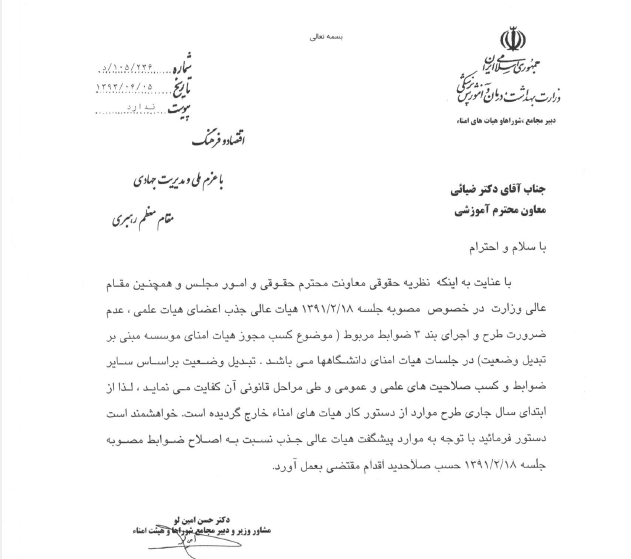 بسمه تعالی
جمهوری اسلامی ایران
وزارت بهداشت درمان و آموزش پزشکی
دبیر مجامع ،شوراهاو هیات های امناء
شماره ۱۰۵/۲۳۶/د
تاریخ ۱۳۹۳/۰۶/۰۵
پیوست ندارد
اقتصاد و فرهنگ
با عزم ملی و مدیریت جهادی
مقام معظم رهبری
جناب آقای دکتر ضیائی
معاون محترم آموزشی
با سلام و احترام
با عنایت به اینکه نظریه حقوقی معاونت محترم حقوقی و امور مجلس و همچنین مقام
عالی وزارت در خصوص مصوبه جلسه ۱۳۹۱/۲/۱۸ هیات عالی جذب اعضای هیات علمی ، عدم
ضرورت طرح و اجرای بند ۳ ضوابط مربوط ( موضوع کسب مجوز هیات امنای موسسه مبنی بر
تبدیل وضعیت) در جلسات هیات امنای دانشگاهها می باشد . تبدیل وضعیت براساس سایر
ضوابط و کسب صلاحیت های علمی و عمومی و طی مراحل قانونی آن کفایت می نماید ، لذا از
ابتدای سال جاری طرح موارد از دستور کار هیات های امناء خارج گردیده است. خواهشمند است
دستور فرمائید با توجه به موارد پیشگفت هیات عالی جذب نسبت به اصلاح ضوابط مصوبه
جلسه ۱۳۹۱/۲/۱۸ حسب صلاحدید اقدام مقتضی بعمل آورد.
دکتر حسن امین لو
مشاور وزیر و دبیر مجامع شوراها و هیئت امناء